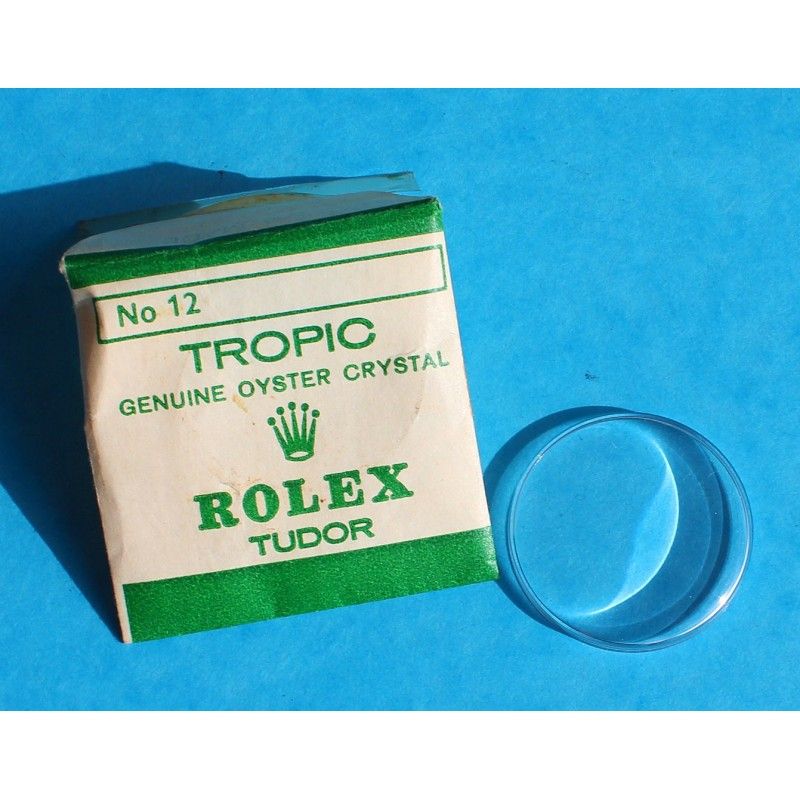 No 12
TROPIC
GENUINE OYSTER CRYSTAL
ROLEX
TUDOR